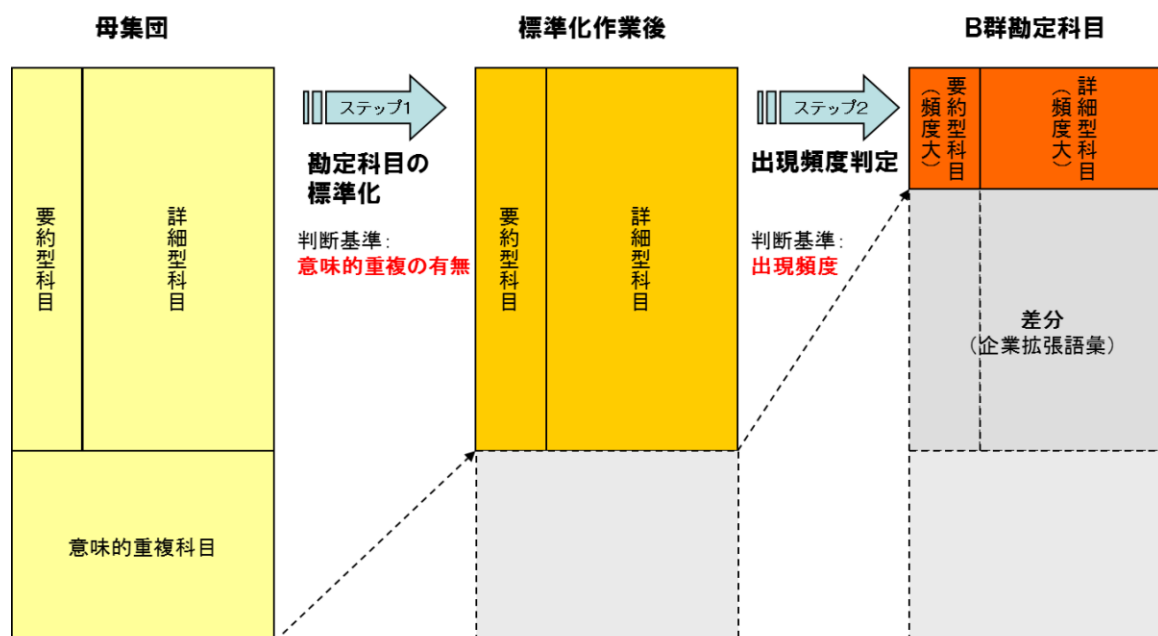 母集団
標準化作業後
B群勘定科目
ステップ1
勘定科目の
標準化
判断基準:
意味的重複の有無
ステップ2
出現頻度判定
判断基準:
出現頻度
要約型科目
詳細型科目
意味的重複科目
要約型科目
詳細型科目
要約型科目
(頻度大)
詳細型科目
(頻度大)
差分
(企業拡張語彙)